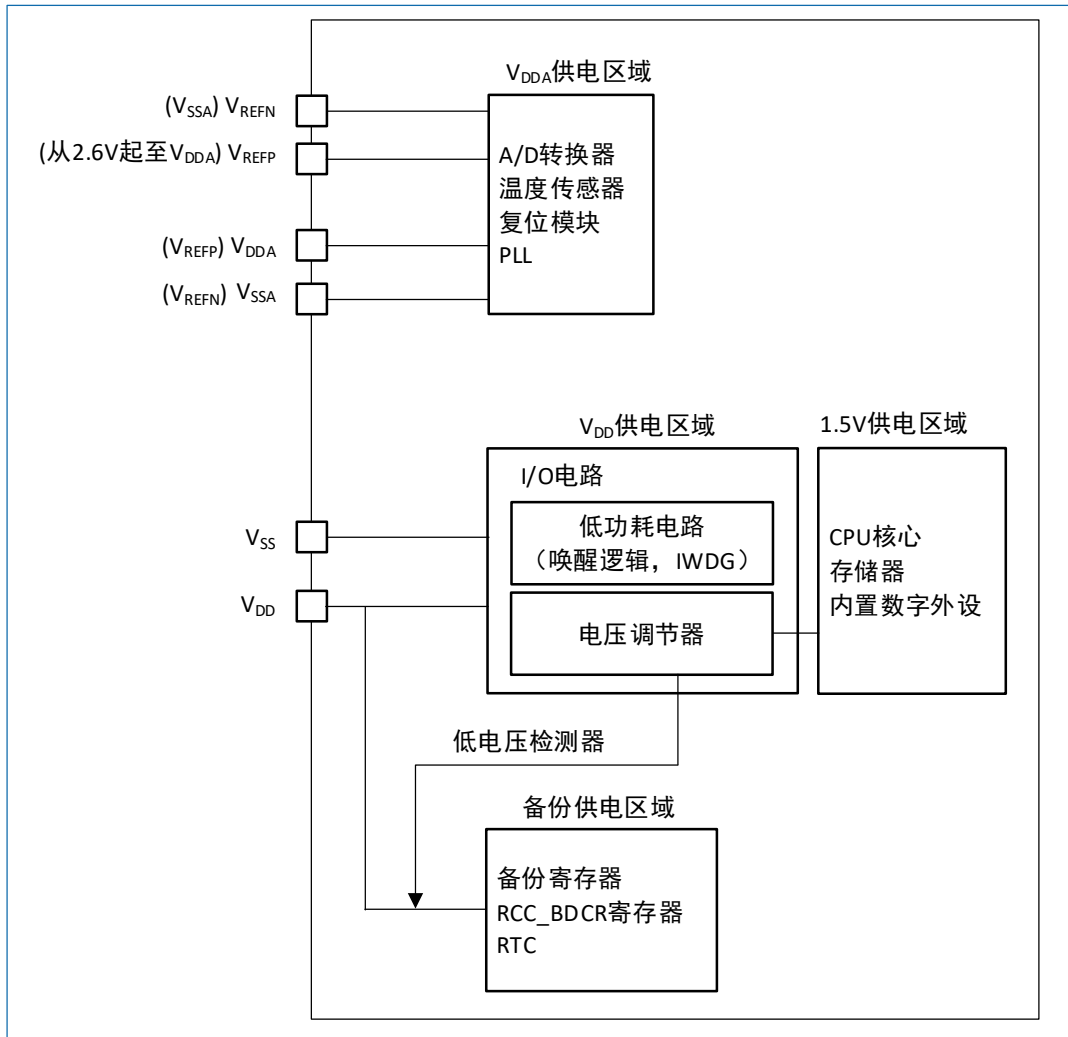 VDDA供电区域
(VSSA) VREFN
(从2.6V起至VDDA) VREFP
(VREFP) VDDA
(VREFN) VSSA
A/D转换器
温度传感器
复位模块
PLL
VDD供电区域
1.5V供电区域
I/O电路
低功耗电路
（唤醒逻辑，IWDG）
电压调节器
VSS
VDD
CPU核心
存储器
内置数字外设
低电压检测器
备份供电区域
备份寄存器
RCC_BDCR寄存器
RTC